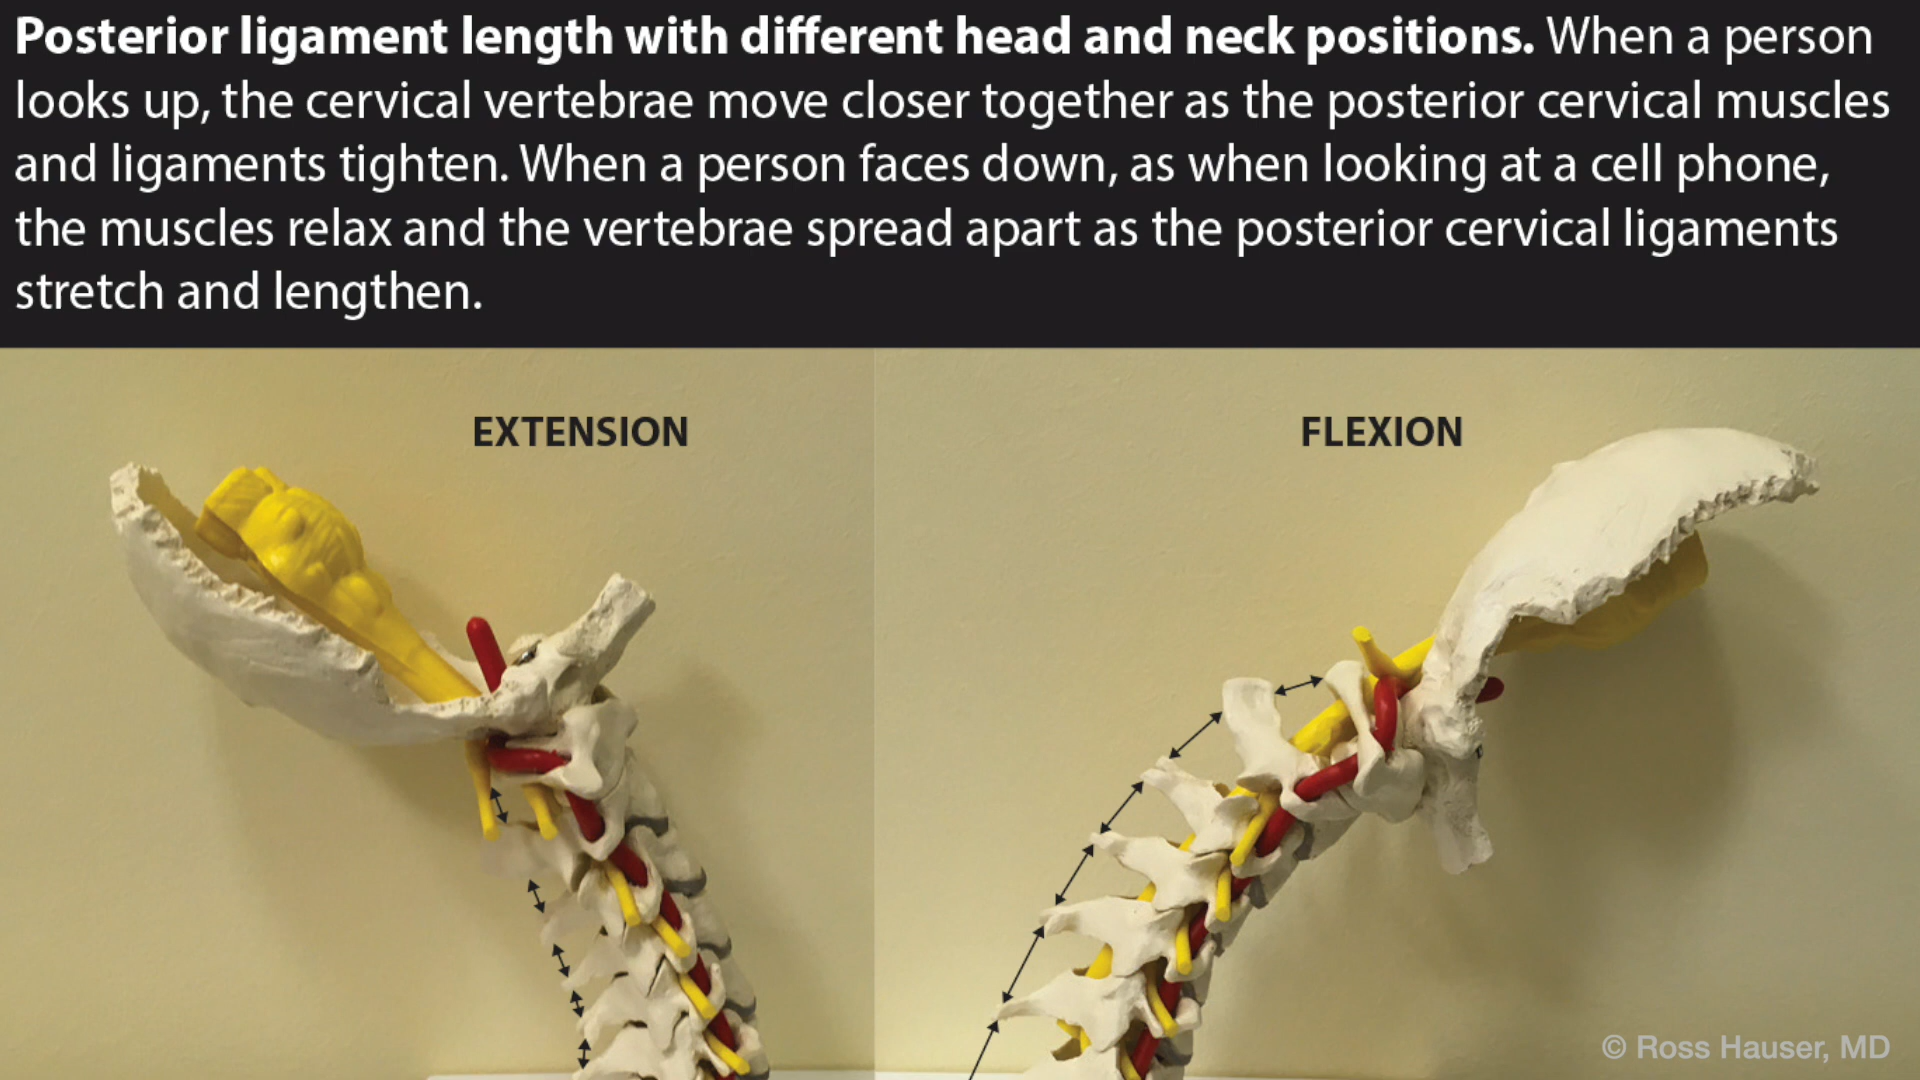 Posterior ligament length with different head and neck positions. When a person
looks up, the cervical vertebrae move closer together as the posterior cervical muscles
and ligaments tighten. When a person faces down, as when looking at a cell phone,
the muscles relax and the vertebrae spread apart as the posterior cervical ligaments
stretch and lengthen.
EXTENSION
FLEXION
© Ross Hauser, MD